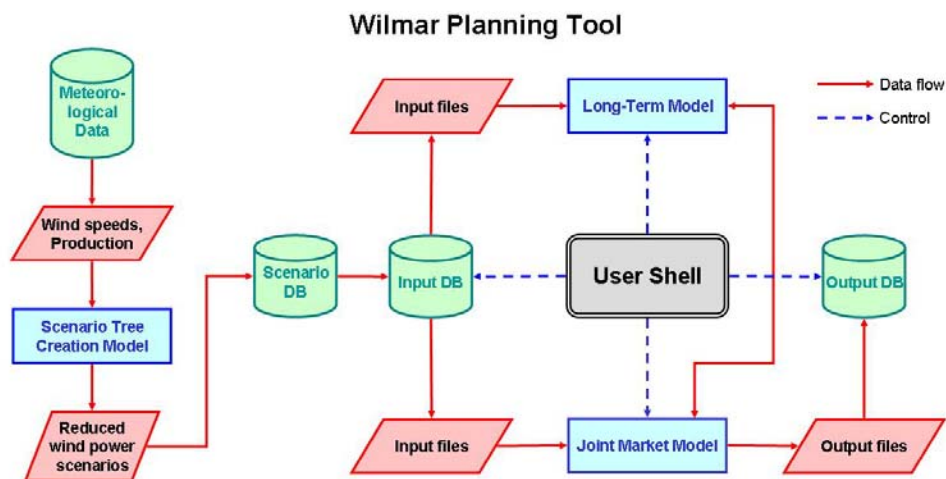 Wilmar Planning Tool
Meteoro-
logical
Data
Wind speeds,
Production
Scenario Tree
Creation Model
Reduced
wind power
scenarios
Scenario
DB
Input DB
Input files
Long-Term Model
User Shell
Input files
Joint Market Model
Output files
Output DB
Data flow
Control